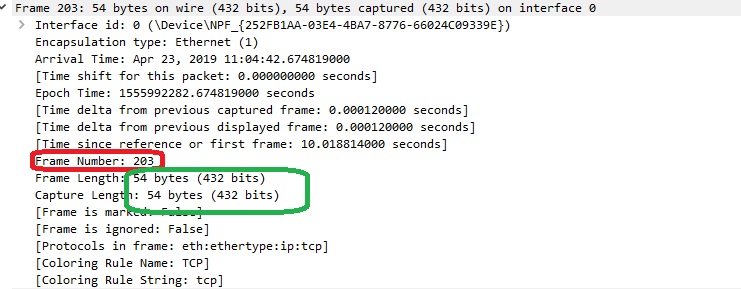 Frame 203: 54 bytes on wire (432 bits), 54 bytes captured (432 bits) on interface 0
Interface id: 0 (\Device\NPF_{252FB1AA-03E4-4BA7-8776-66024C09339E})
Encapsulation type: Ethernet (1)
Arrival Time: Apr 23, 2019 11:04:42.674819000
[Time shift for this packet: 0.000000000 seconds]
Epoch Time: 1555992282.674819000 seconds
[Time delta from previous captured frame: 0.000120000 seconds]
[Time delta from previous displayed frame: 0.000120000 seconds]
[Time since reference or first frame: 10.018814000 seconds]
Frame Number: 203
Frame Length: 54 bytes (432 bits)
Capture Length: 54 bytes (432 bits)
[Frame is marked: False]
[Frame is ignored: False]
[Protocols in frame: eth:ethertype:ip:tcp]
[Coloring Rule Name: TCP]
[Coloring Rule String: tcp]